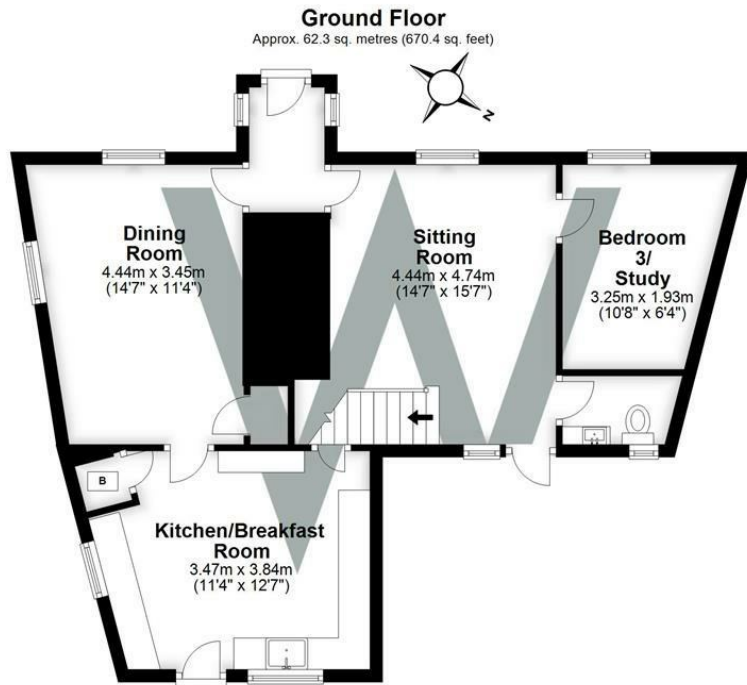 Ground Floor
Approx. 62.3 sq. metres (670.4 sq. feet)
N
Dining
Room
4.44m x 3.45m
(14'7" x 11'4")
Sitting
Room
4.44m x 4.74m
(14'7" x 15'7")
Bedroom
3/
Study
3.25m x 1.93m
(10'8" x 6'4")
B
Kitchen/Breakfast
Room
3.47m x 3.84m
(11'4" x 12'7")
W